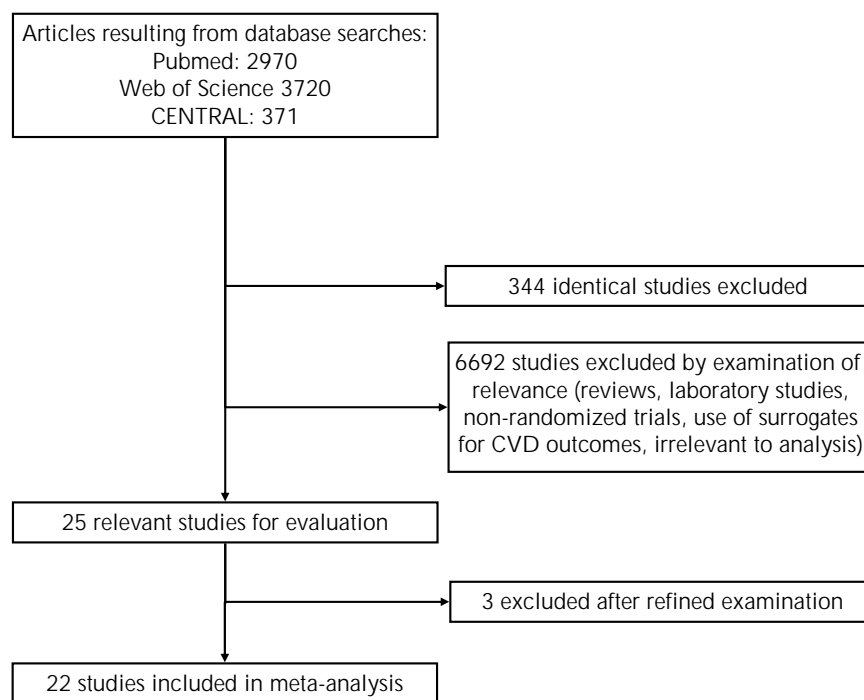 Articles resulting from database searches:
Pubmed: 2970
Web of Science 3720
CENTRAL: 371
344 identical studies excluded
6692 studies excluded by examination of
relevance (reviews, laboratory studies,
non-randomized trials, use of surrogates
for CVD outcomes, irrelevant to analysis)
25 relevant studies for evaluation
3 excluded after refined examination
22 studies included in meta-analysis